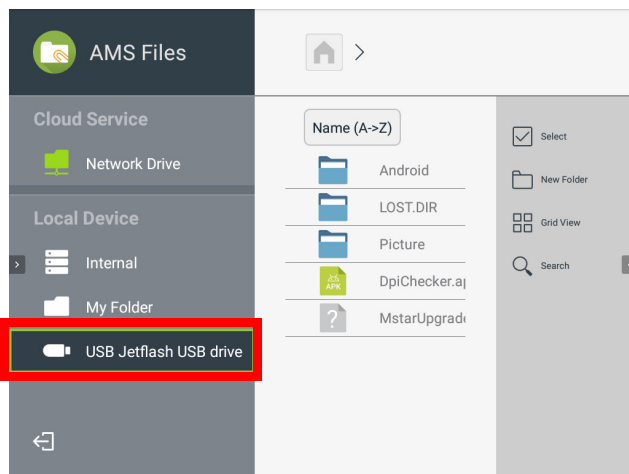 AMS Files
>
Cloud Service
Network Drive
Local Device
Internal
My Folder
USB Jetflash USB drive
Name (A->Z)
Android
LOST.DIR
Picture
APK
DpiChecker.a
?
MstarUpgrade
Select
New Folder
Grid View
Search